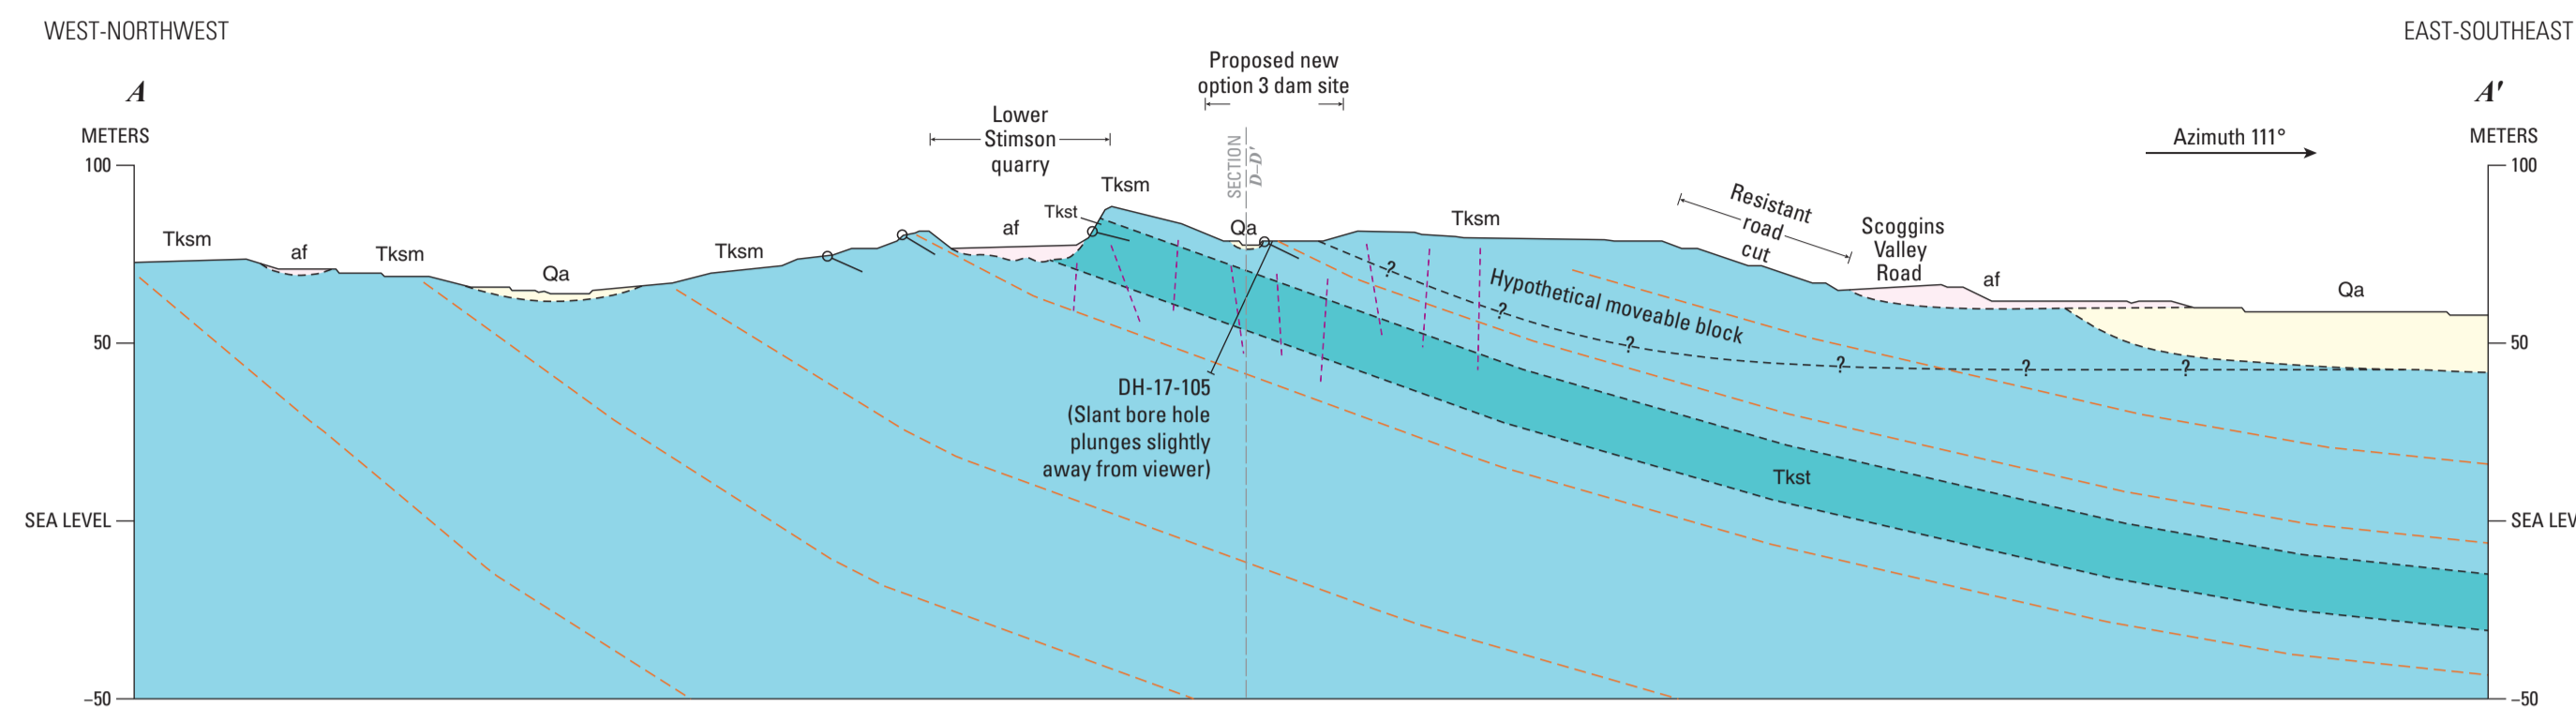 WEST-NORTHWEST
EAST-SOUTHEAST
A
A'
Proposed new
option 3 dam site
Lower
Stimson
quarry
METERS
METERS
Azimuth 111°
100
100
SECTION
D–D'
Tksm
Tkst
af
Qa
Tksm
Resistant
road
cut
Scoggins
Valley
Road
af
Qa
Tksm
af
Tksm
Qa
Tksm
?
?
?
?
?
?
Hypothetical moveable block
50
50
DH-17-105
(Slant bore hole
plunges slightly
away from viewer)
Tkst
SEA LEVEL
SEA LEV
–50
–50